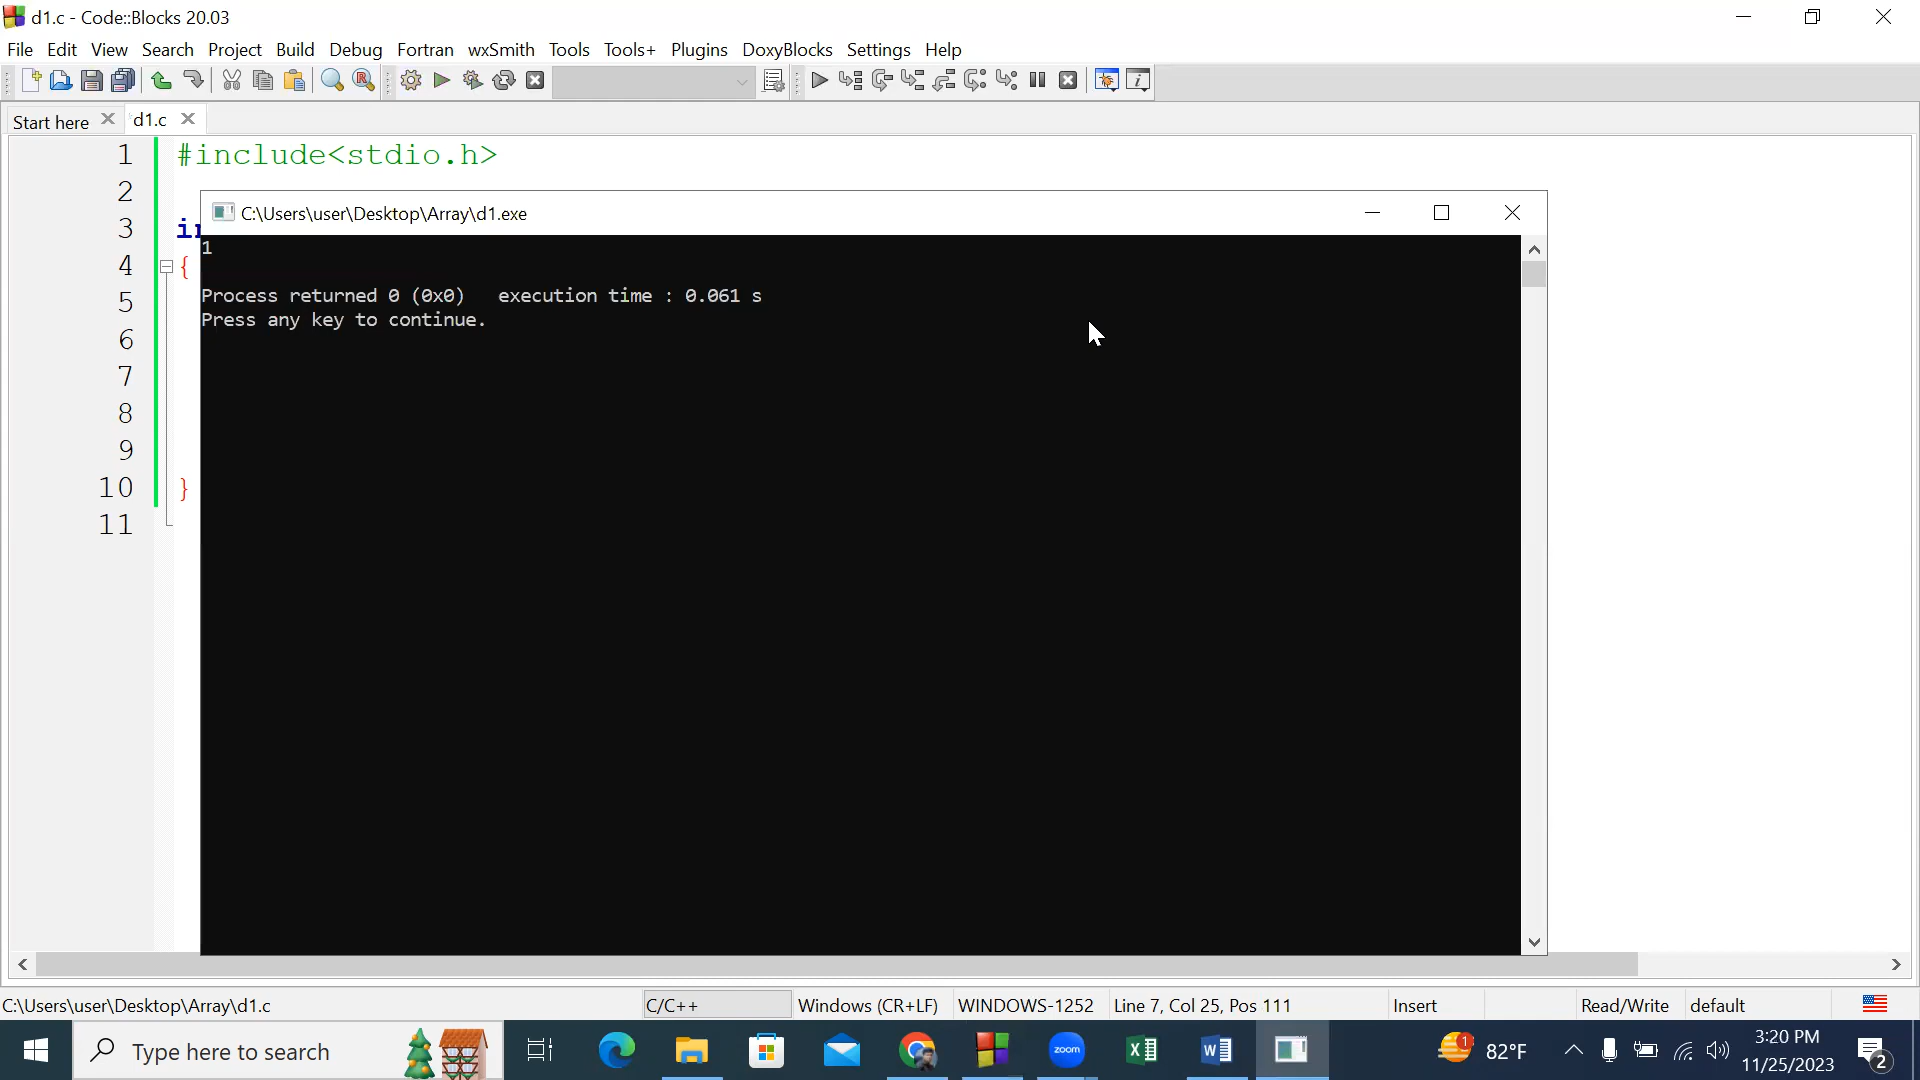 d1.c - Code::Blocks 20.03
File Edit View Search Project Build Debug Fortran wxSmith Tools Tools+ Plugins DoxyBlocks Settings Help
Start here d1.c
1 #include<stdio.h>
2
C:\Users\user\Desktop\Array\d1.exe
3
1
4 {
5 Process returned 0 (0x0)   execution time : 0.061 s
Press any key to continue.
6
7
8
9
10 }
11
C:\Users\user\Desktop\Array\d1.c C/C++ Windows (CR+LF) WINDOWS-1252 Line 7, Col 25, Pos 111 Insert Read/Write default
Type here to search zoom 1 82°F 3:20 PM
11/25/2023 2